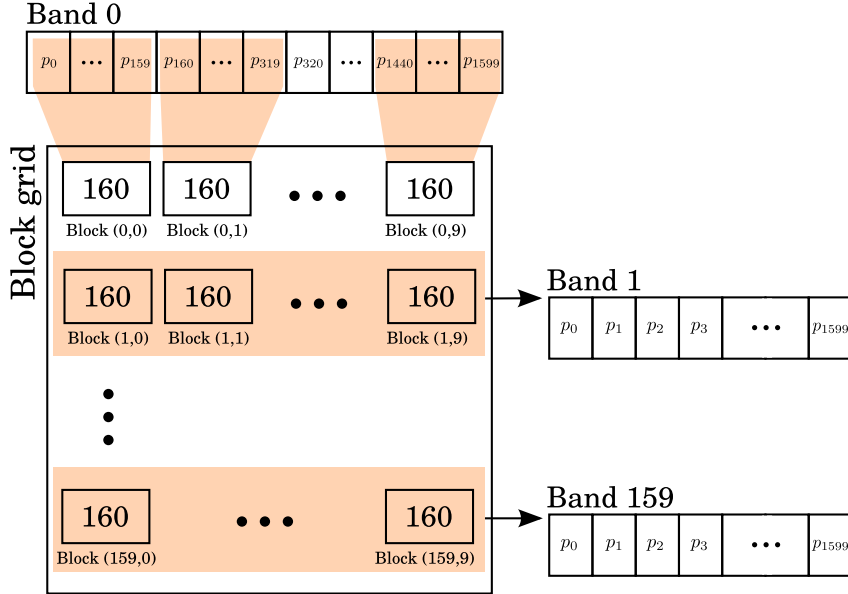 Band 0
p0 ... p159 p160 ... p319 p320 ... p1440 ... p1599
Block grid
160 160 ... 160
Block (0,0) Block (0,1) Block (0,9)
160 160 ... 160
Block (1,0) Block (1,1) Block (1,9)
Band 1
p0 p1 p2 p3 ... p1599
160 ... 160
Block (159,0) Block (159,9)
Band 159
p0 p1 p2 p3 ... p1599